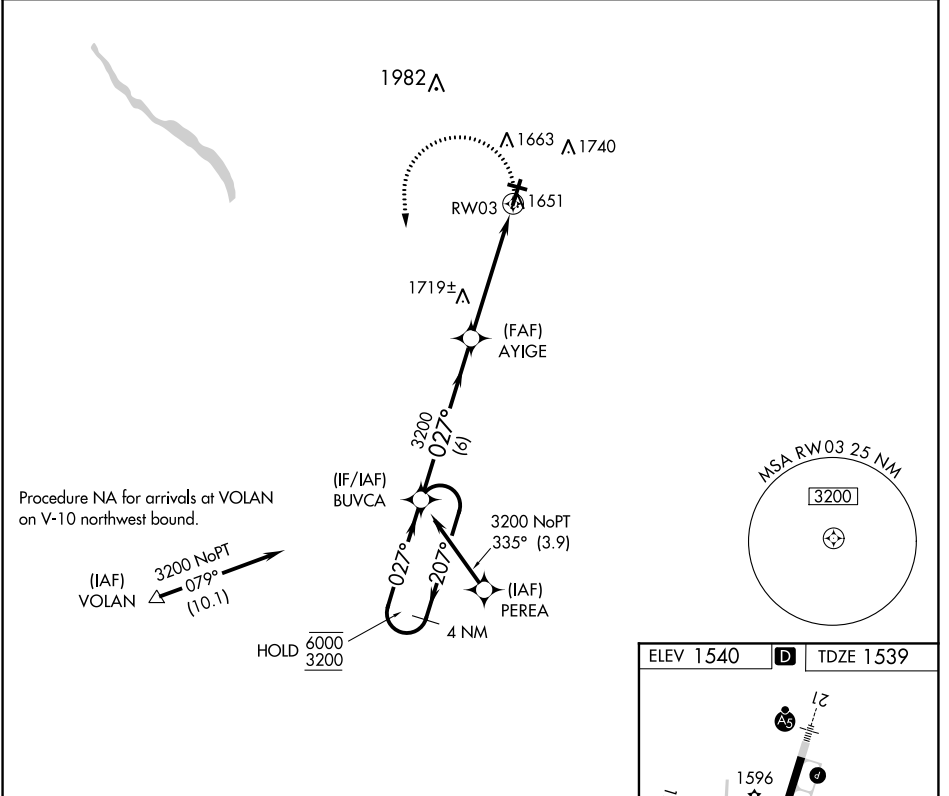 1982
1663
1740
RW03
1651
1719±
(FAF)
AYIGE
3200
027°
(6)
(IF/IAF)
BUVCA
Procedure NA for arrivals at VOLAN
on V-10 northwest bound.
3200 NoPT
079°
(10.1)
(IAF)
VOLAN
3200 NoPT
335° (3.9)
(IAF)
PEREA
027°
207°
4 NM
HOLD 6000
3200
MSA RW03 25 NM
3200
ELEV 1540 D TDZE 1539
21
A5
1596
P